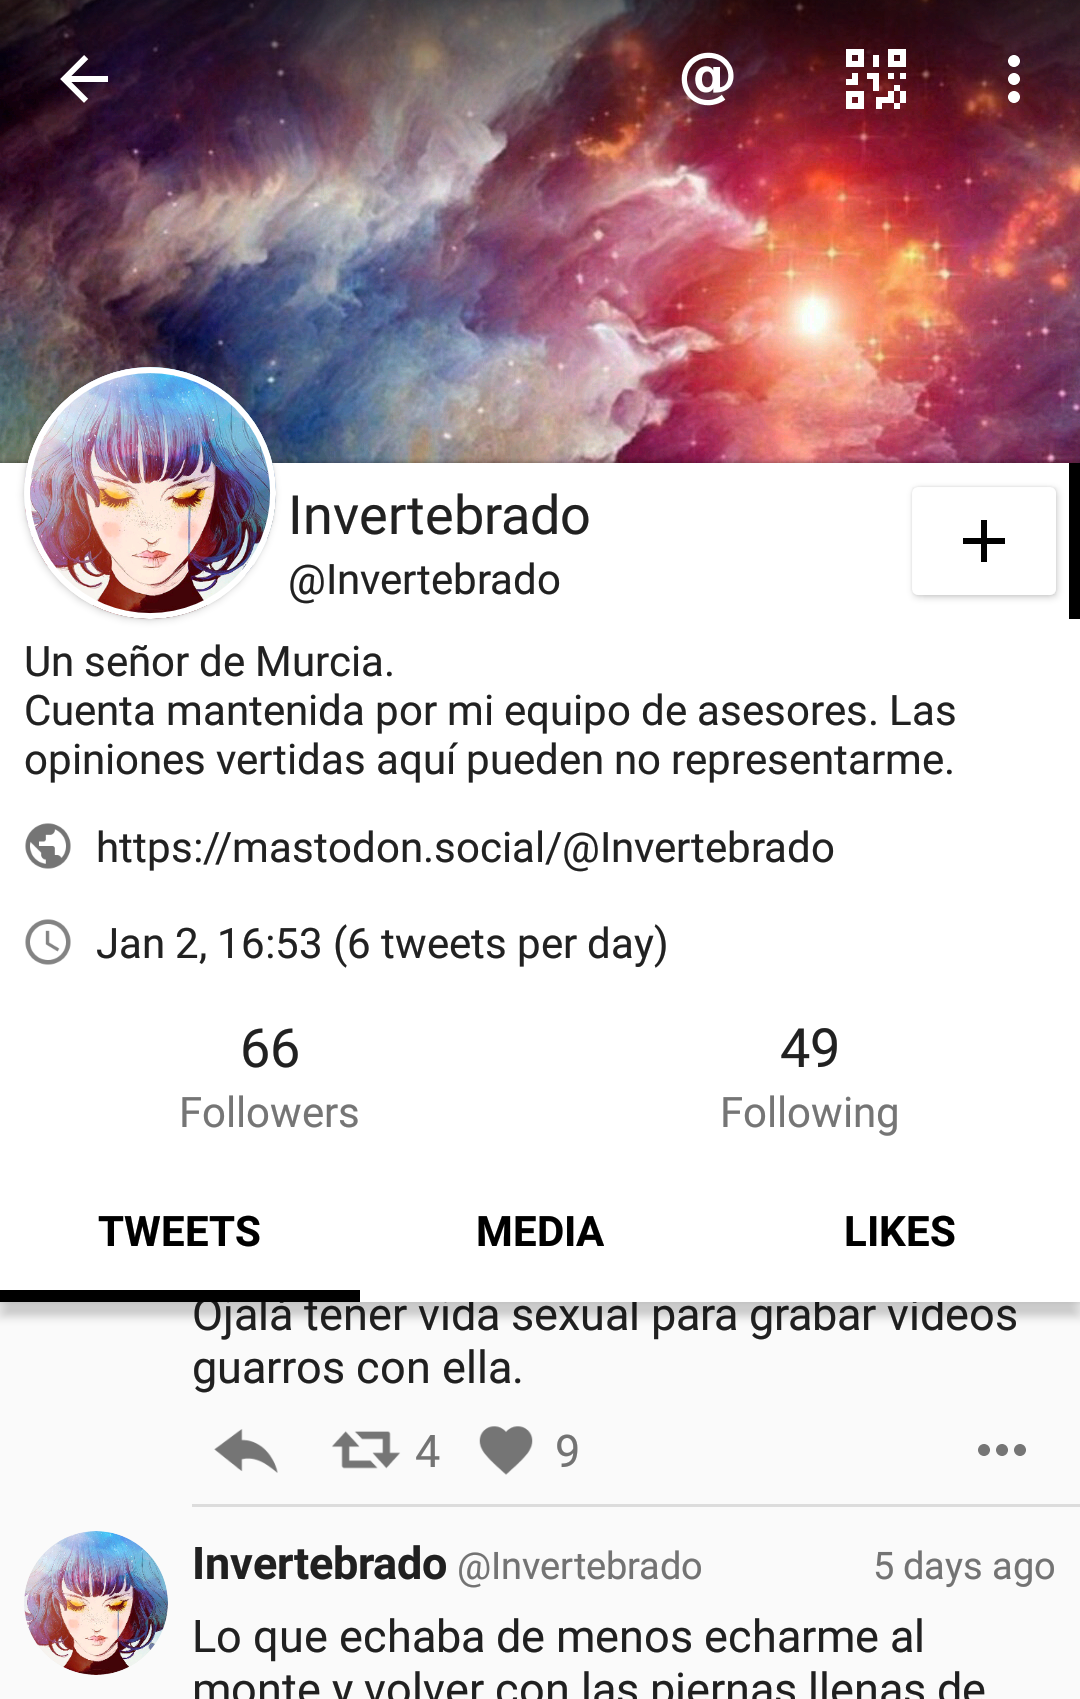 @
Invertebrado
@Invertebrado
+
Un señor de Murcia.
Cuenta mantenida por mi equipo de asesores. Las
opiniones vertidas aquí pueden no representarme.
https://mastodon.social/@Invertebrado
Jan 2, 16:53 (6 tweets per day)
66
Followers
49
Following
TWEETS
MEDIA
LIKES
Ojalá tener vida sexual para grabar vídeos
guarros con ella.
4
9
Invertebrado @Invertebrado
5 days ago
Lo que echaba de menos echarme al
monte y volver con las piernas llenas de